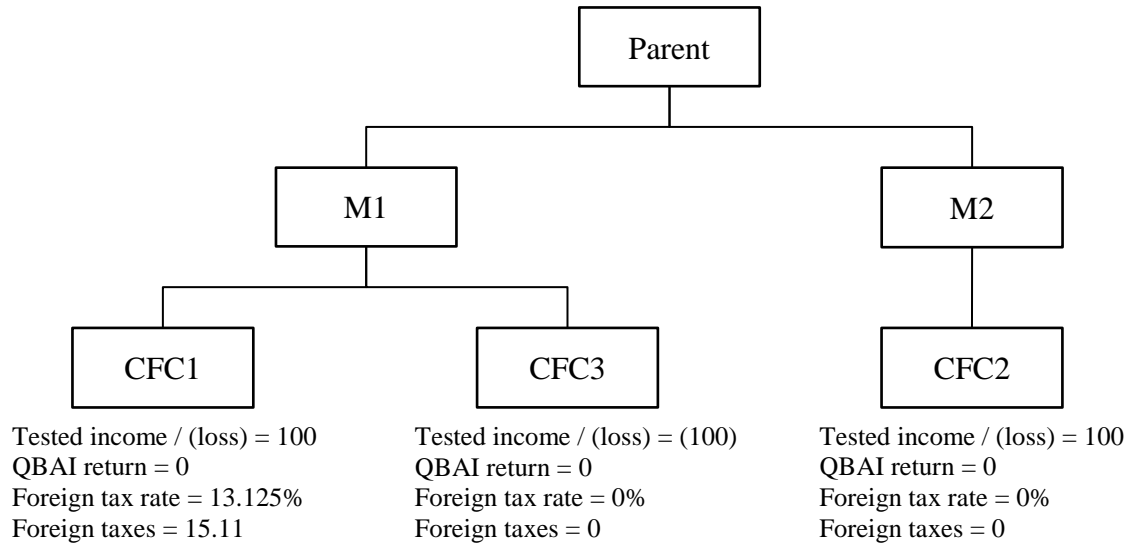 Parent
M1
M2
CFC1
CFC3
CFC2
Tested income / (loss) = 100
QBAI return = 0
Foreign tax rate = 13.125%
Foreign taxes = 15.11
Tested income / (loss) = (100)
QBAI return = 0
Foreign tax rate = 0%
Foreign taxes = 0
Tested income / (loss) = 100
QBAI return = 0
Foreign tax rate = 0%
Foreign taxes = 0